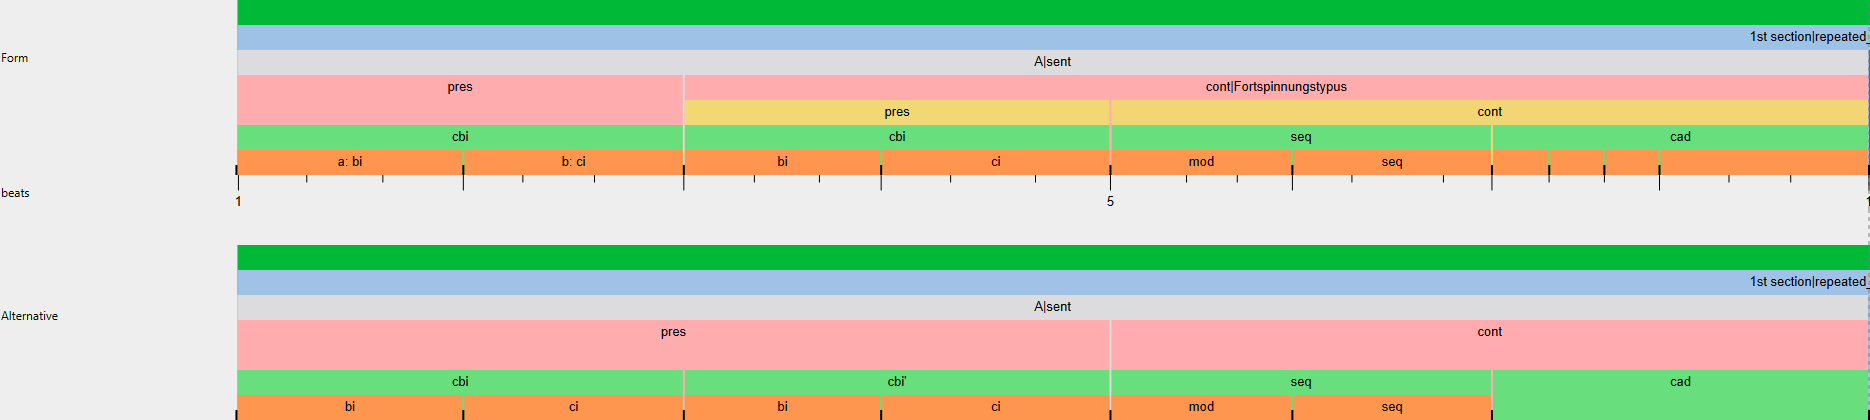 1st section|repeated_
Form
A|sent
pres cont|Fortspinnungstypus
pres cont
cbi cbi seq cad
a: bi b: ci bi ci mod seq
beats
1 5 1
1st section|repeated_
A|sent
Alternative
pres cont
cbi cbi' seq cad
bi ci bi ci mod seq